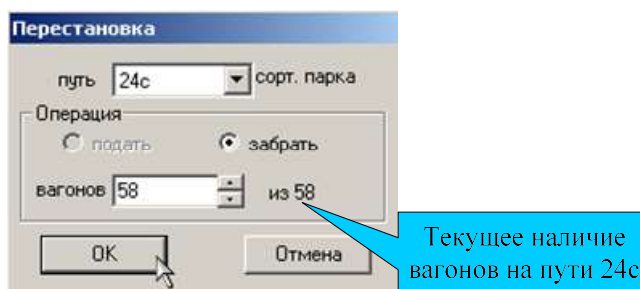 Перестановка
путь 24с сорт. парка
Операция
подать забрать
вагонов 58 из 58
OK Отмена
Текущее наличие
вагонов на пути 24с